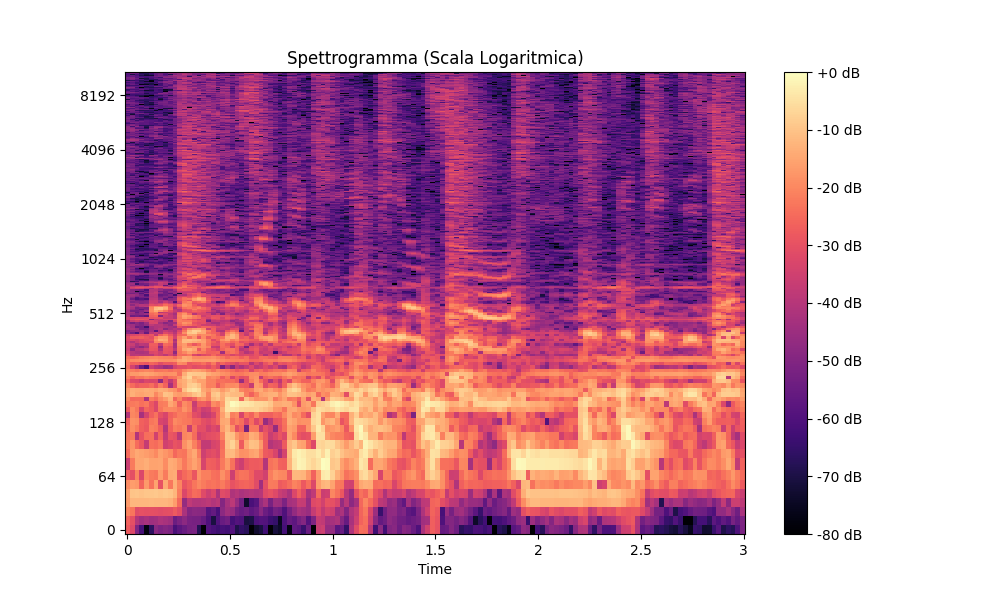 Spettrogramma (Scala Logaritmica)
Hz
8192
4096
2048
1024
512
256
128
64
0
0
0.5
1
1.5
2
2.5
3
Time
+0 dB
-10 dB
-20 dB
-30 dB
-40 dB
-50 dB
-60 dB
-70 dB
-80 dB